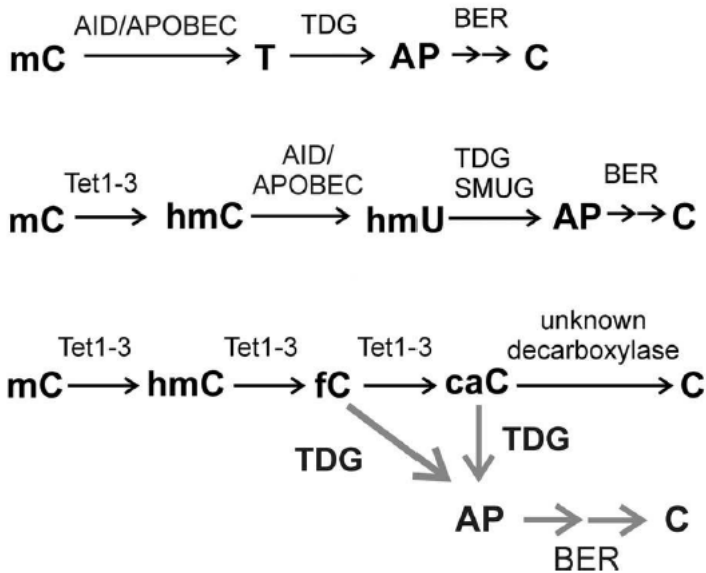 AID/APOBEC TDG BER
mC T AP C
AID/
APOBEC
TDG
SMUG
Tet1-3 BER
mC hmC hmU AP C
unknown
decarboxylase
Tet1-3 Tet1-3 Tet1-3
mC hmC fC caC C
TDG TDG
AP C
BER